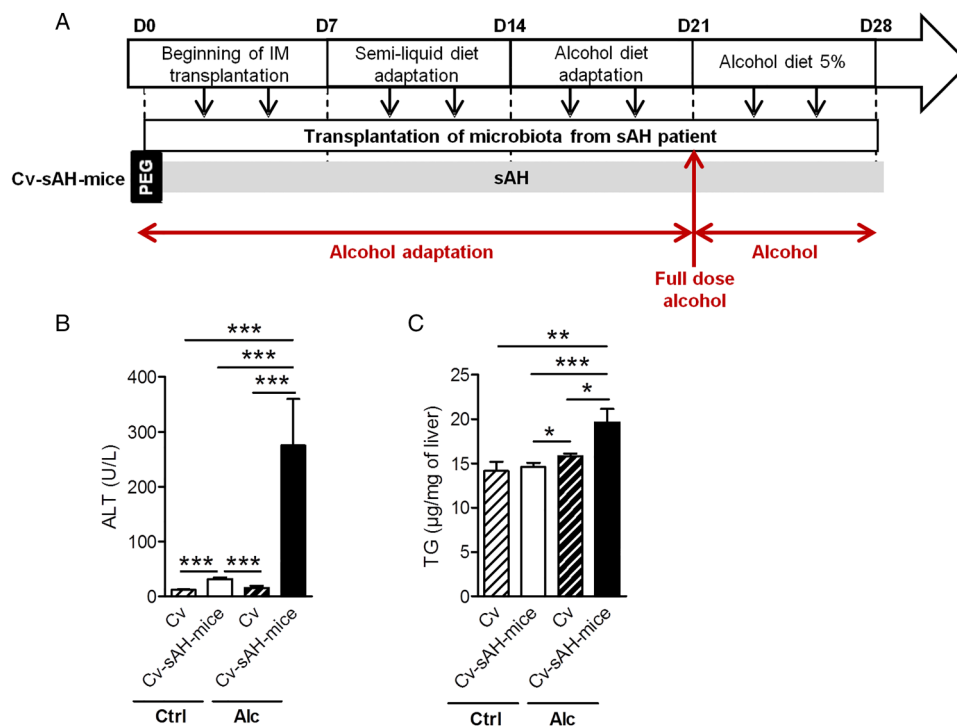 A
D0 D7 D14 D21 D28
Beginning of IM
transplantation
Semi-liquid diet
adaptation
Alcohol diet
adaptation
Alcohol diet 5%
Transplantation of microbiota from sAH patient
Cv-sAH-mice
PEG
sAH
Alcohol adaptation
Alcohol
Full dose
alcohol
B
***
***
***
*** ***
400
300
200
100
0
ALT (U/L)
Cv
Cv-sAH-mice
Cv
Cv-sAH-mice
Ctrl Alc
C
**
***
*
*
25
20
15
10
5
0
TG (μg/mg of liver)
Cv
Cv-sAH-mice
Cv
Cv-sAH-mice
Ctrl Alc